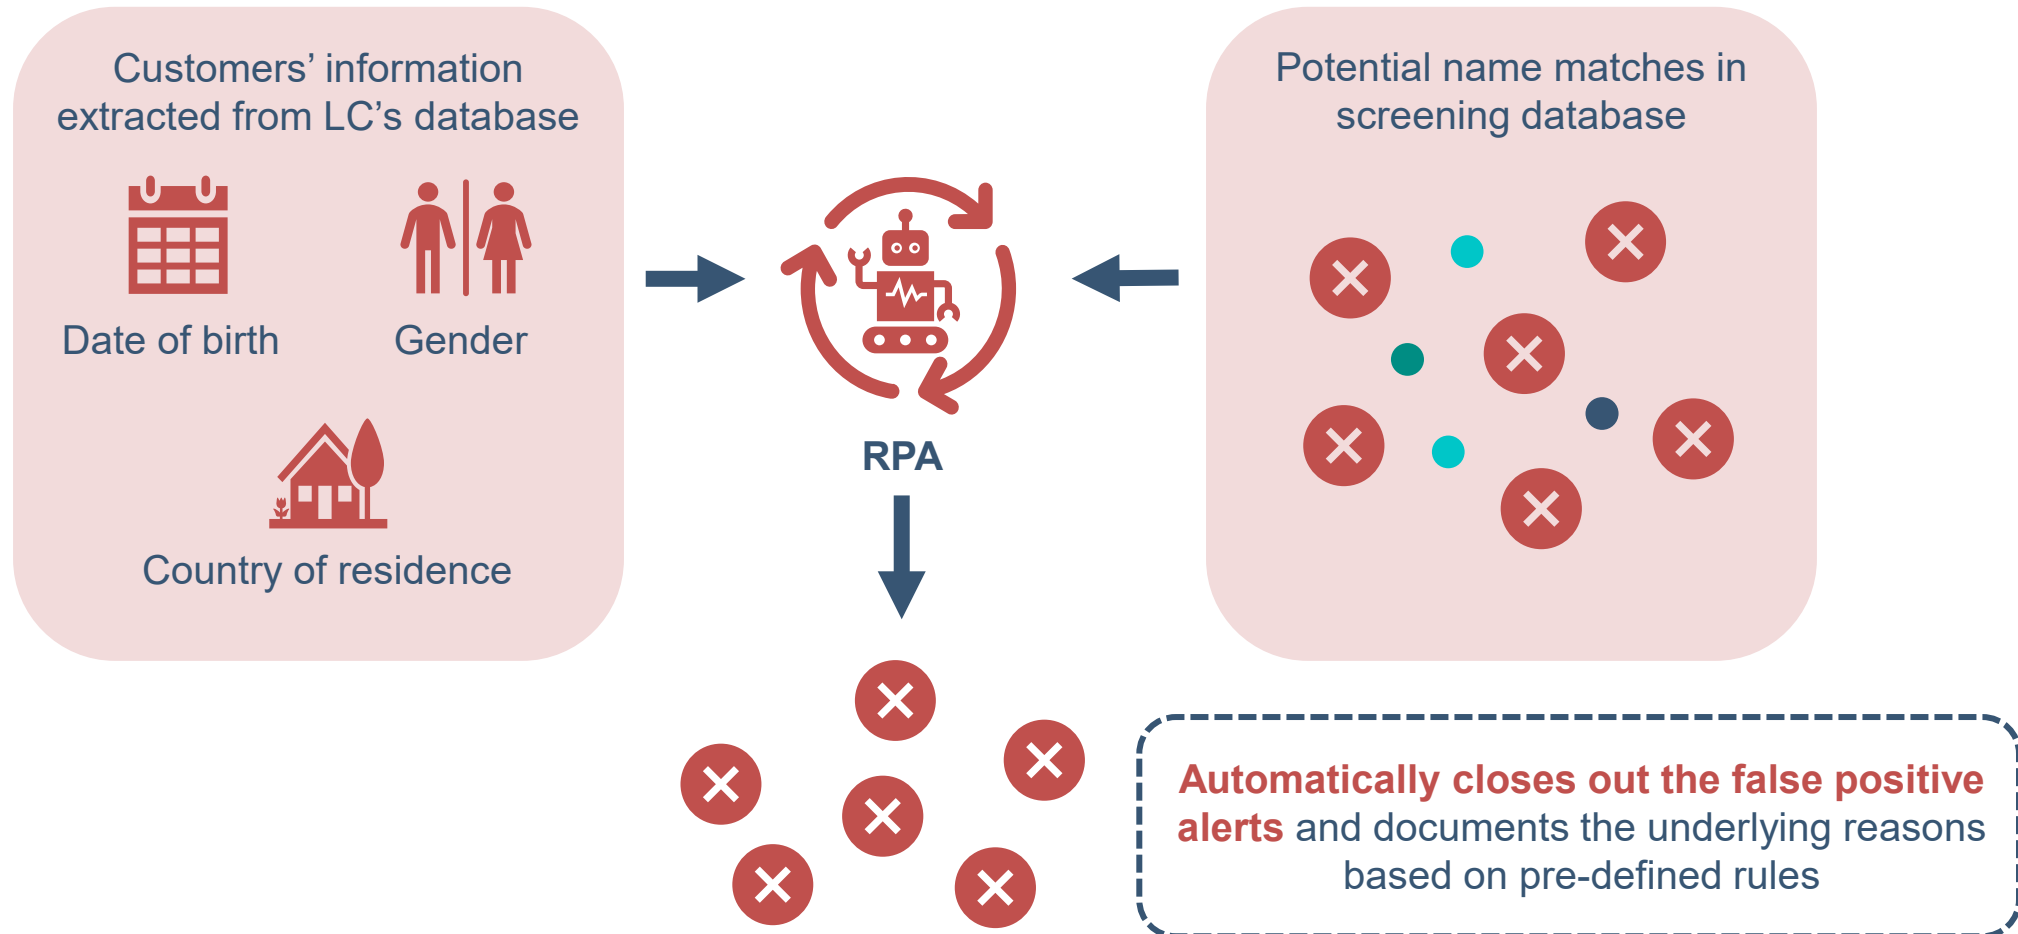 Customers’ information
extracted from LC’s database
Date of birth
Gender
Country of residence
RPA
Potential name matches in
screening database
Automatically closes out the false positive
alerts and documents the underlying reasons
based on pre-defined rules